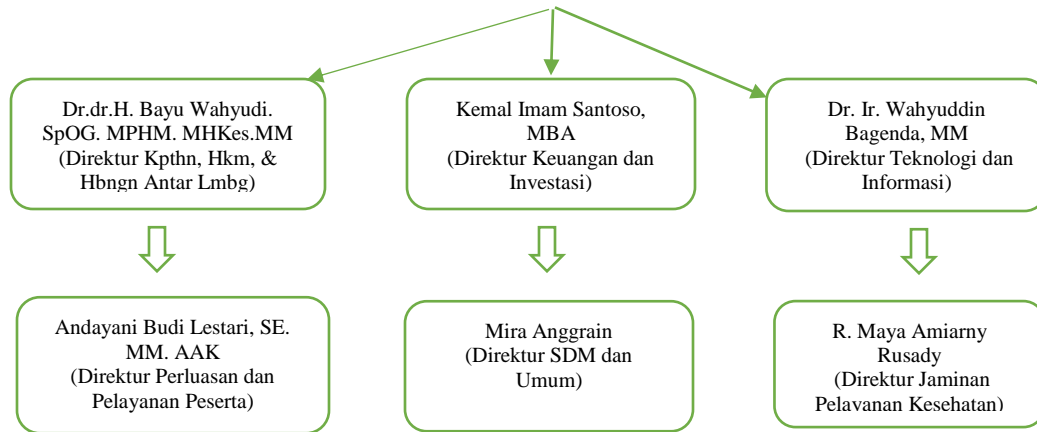 Dr.dr.H. Bayu Wahyudi.
SpOG. MPHM. MHKes.MM
(Direktur Kpthn, Hkm, &
Hbngn Antar Lmbg)
Kemal Imam Santoso,
MBA
(Direktur Keuangan dan
Investasi)
Dr. Ir. Wahyuddin
Bagenda, MM
(Direktur Teknologi dan
Informasi)
Andayani Budi Lestari, SE.
MM. AAK
(Direktur Perluasan dan
Pelayanan Peserta)
Mira Anggrain
(Direktur SDM dan
Umum)
R. Maya Amiarny
Rusady
(Direktur Jaminan
Pelayanan Kesehatan)